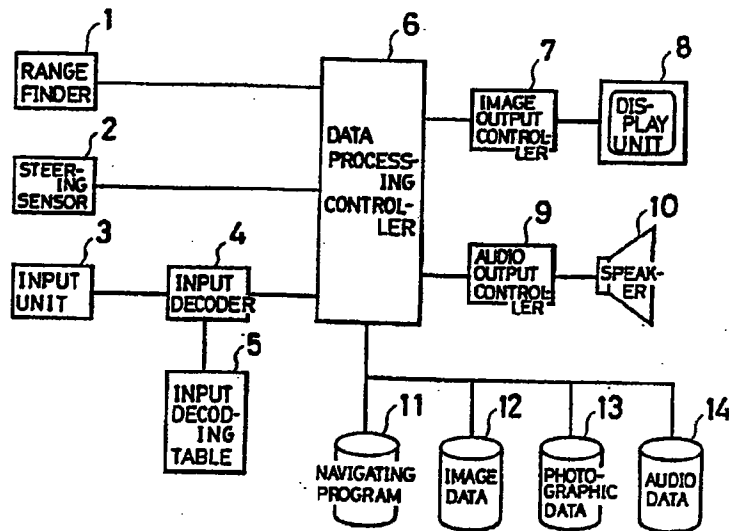 1
RANGE
FINDER
2
STEER-
ING
SENSOR
3
INPUT
UNIT
4
INPUT
DECODER
5
INPUT
DECOD-
ING
TABLE
6
DATA
PROCESS-
ING
CONTROL-
LER
7
IMAGE
OUTPUT
CONTROL-
LER
8
DIS-
PLAY
UNIT
9
AUDIO
OUTPUT
CONTROL-
LER
10
SPEAK-
ER
11
NAVIGATING
PROGRAM
12
IMAGE
DATA
13
PHOTO-
GRAPHIC
DATA
14
AUDIO
DATA